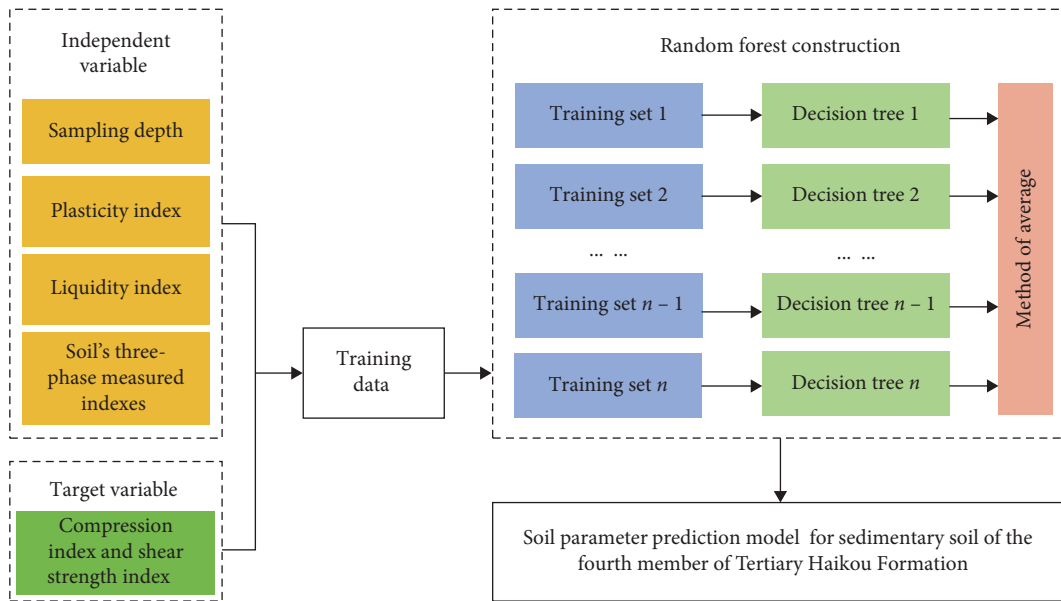 Independent
variable
Sampling depth
Plasticity index
Liquidity index
Soil's three-
phase measured
indexes
Target variable
Compression
index and shear
strength index
Training
data
Random forest construction
Training set 1
Decision tree 1
Training set 2
Decision tree 2
... ...
... ...
Training set n – 1
Decision tree n – 1
Training set n
Decision tree n
Method of average
Soil parameter prediction model for sedimentary soil of the
fourth member of Tertiary Haikou Formation